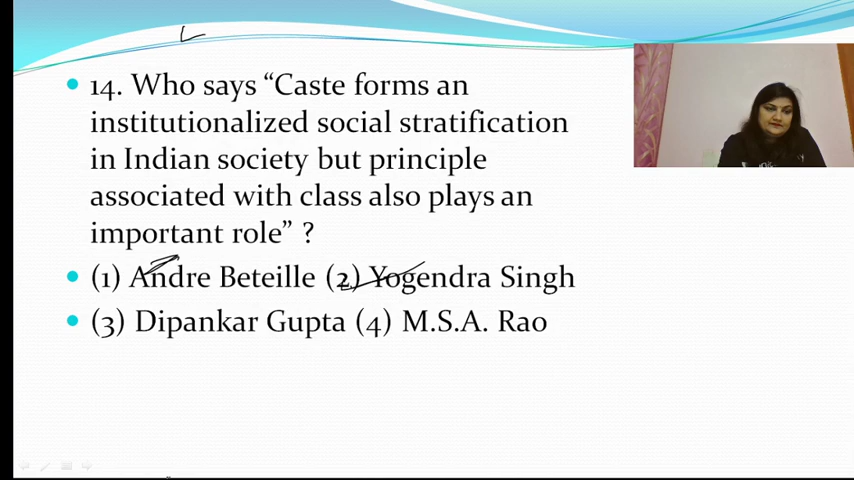 14. Who says “Caste forms an
institutionalized social stratification
in Indian society but principle
associated with class also plays an
important role” ?
(1) Andre Beteille (2) Yogendra Singh
(3) Dipankar Gupta (4) M.S.A. Rao